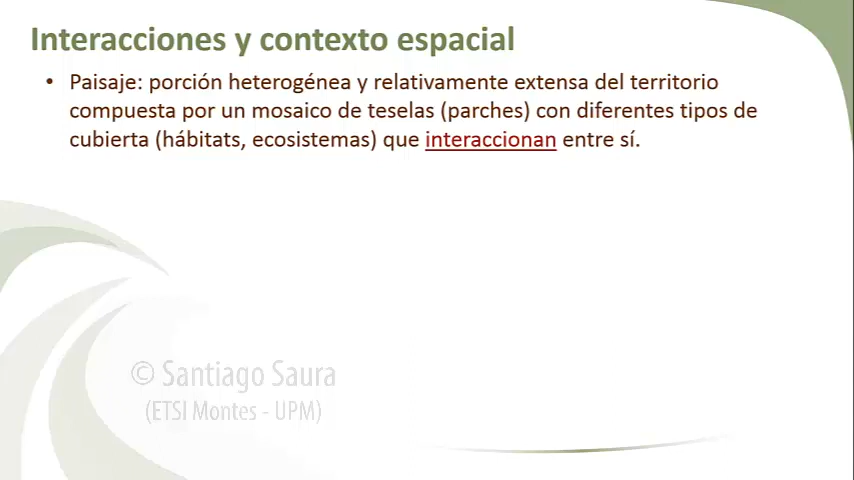 Interacciones y contexto espacial
• Paisaje: porción heterogénea y relativamente extensa del territorio
compuesta por un mosaico de teselas (parches) con diferentes tipos de
cubierta (hábitats, ecosistemas) que interaccionan entre sí.
© Santiago Saura
(ETSI Montes - UPM)